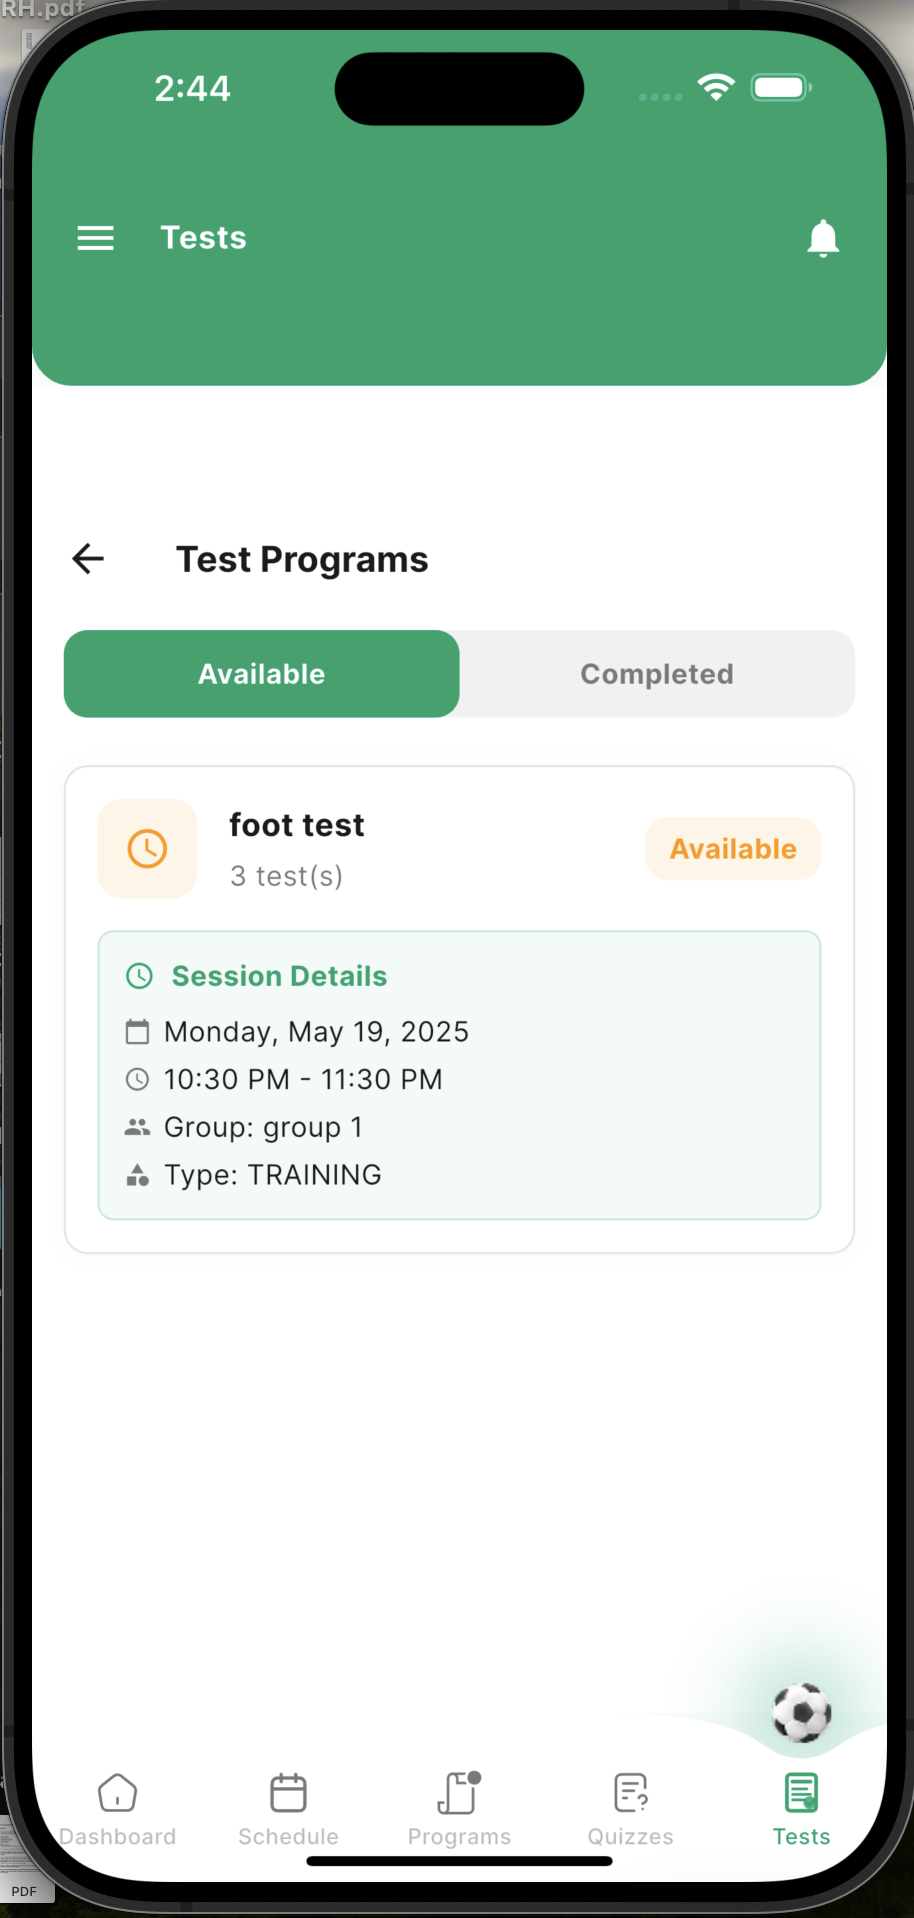 RH.pdf
2:44
Tests
Test Programs
Available
Completed
foot test
3 test(s)
Available
Session Details
Monday, May 19, 2025
10:30 PM - 11:30 PM
Group: group 1
Type: TRAINING
Dashboard
Schedule
Programs
Quizzes
Tests
PDF